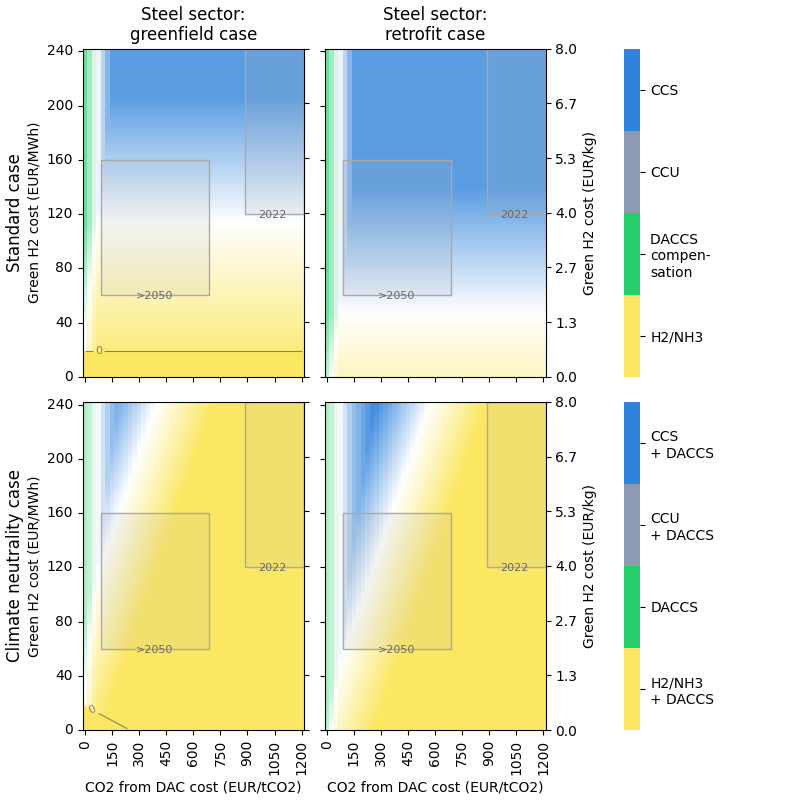 Steel sector:
greenfield case
Steel sector:
retrofit case
Standard case
Green H2 cost (EUR/MWh)
240
200
160
120
80
40
0
2022
>2050
0
2022
>2050
8.0
6.7
5.3
4.0
2.7
1.3
0.0
Green H2 cost (EUR/kg)
CCS
CCU
DACCS
compen-
sation
H2/NH3
Climate neutrality case
Green H2 cost (EUR/MWh)
240
200
160
120
80
40
0
2022
>2050
0
2022
>2050
8.0
6.7
5.3
4.0
2.7
1.3
0.0
Green H2 cost (EUR/kg)
CCS
+ DACCS
CCU
+ DACCS
DACCS
H2/NH3
+ DACCS
0 150 300 450 600 750 900 1050 1200
0 150 300 450 600 750 900 1050 1200
CO2 from DAC cost (EUR/tCO2)
CO2 from DAC cost (EUR/tCO2)